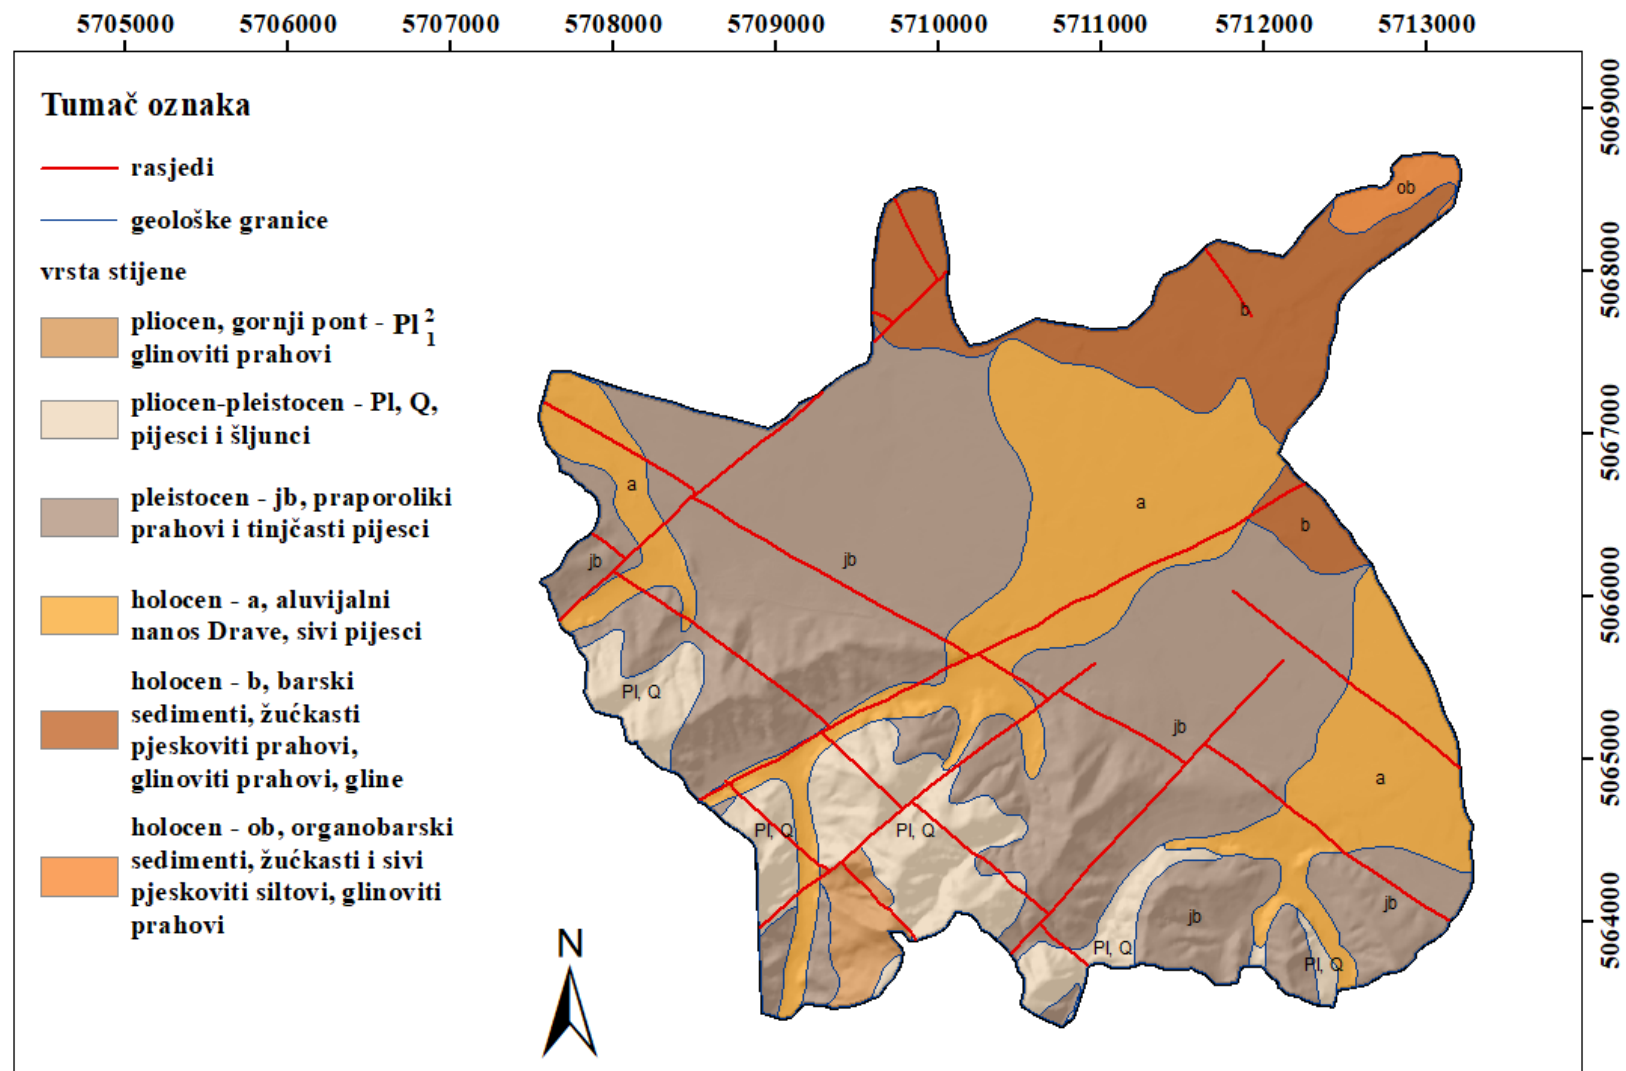 5705000 5706000 5707000 5708000 5709000 5710000 5711000 5712000 5713000
Tumač oznaka
rasjedi
geološke granice
vrsta stijene
pliocen, gornji pont - Pl 2 1
glinoviti prahovi
pliocen-pleistocen - Pl, Q,
pijesci i šljunci
pleistocen - jb, praporoliki
prahovi i tinjčasti pijesci
holocen - a, aluvijalni
nanos Drave, sivi pijesci
holocen - b, barski
sedimenti, žućkasti
pjeskoviti prahovi,
glinoviti prahovi, gline
holocen - ob, organobarski
sedimenti, žućkasti i sivi
pjeskoviti siltovi, glinoviti
prahovi
N
ob
b
a
a
b
jb
jb
Pl, Q
jb
a
Pl, Q
Pl, Q
jb
jb
Pl, Q
Pl, Q
5069000
5068000
5067000
5066000
5065000
5064000